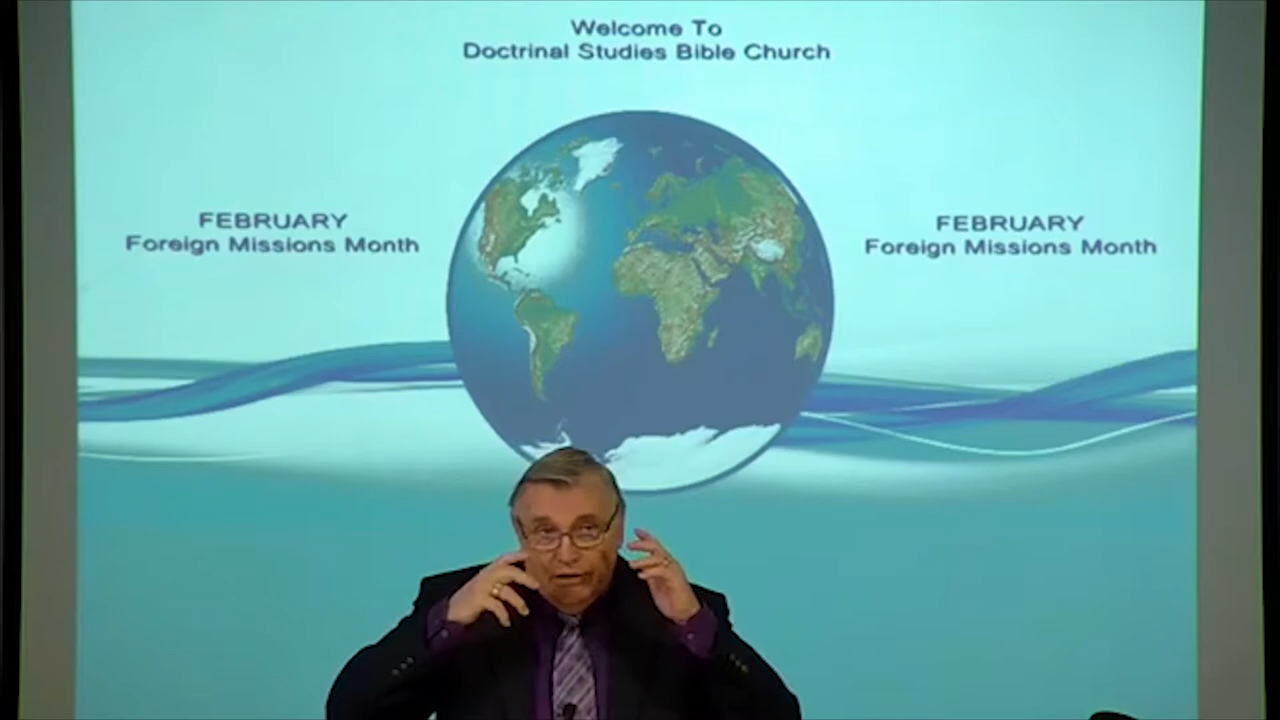 Welcome To
Doctrinal Studies Bible Church
FEBRUARY
Foreign Missions Month
FEBRUARY
Foreign Missions Month